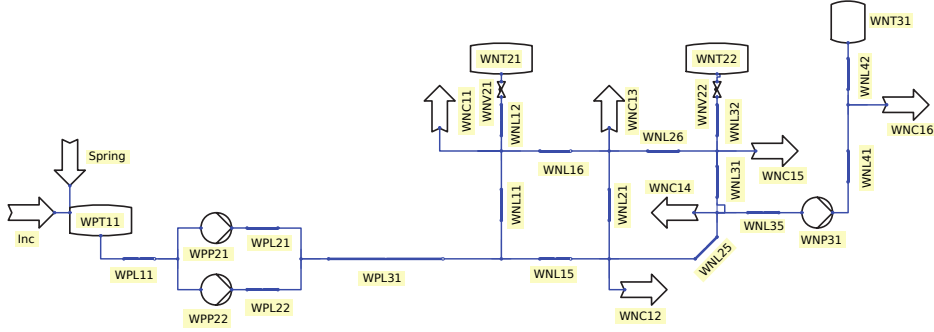 WNT31
WNT21
WNT22
WNL42
WNC11
WNV21
WNL12
WNC13
WNV22
WNL32
WNC16
Spring
WNL26
WNL16
WNC15
WNL41
WNL11
WNL21
WNC14
WNL31
WPT11
Inc
WNL35
WNP31
WPP21
WPL21
WPL11
WPL31
WNL15
WNL25
WPP22
WPL22
WNC12